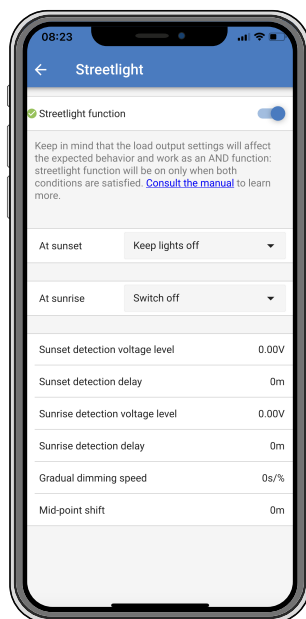 08:23
Streetlight
Streetlight function
Keep in mind that the load output settings will affect
the expected behavior and work as an AND function:
streetlight function will be on only when both
conditions are satisfied. Consult the manual to learn
more.
At sunset Keep lights off
At sunrise Switch off
Sunset detection voltage level 0.00V
Sunset detection delay 0m
Sunrise detection voltage level 0.00V
Sunrise detection delay 0m
Gradual dimming speed 0s/%
Mid-point shift 0m